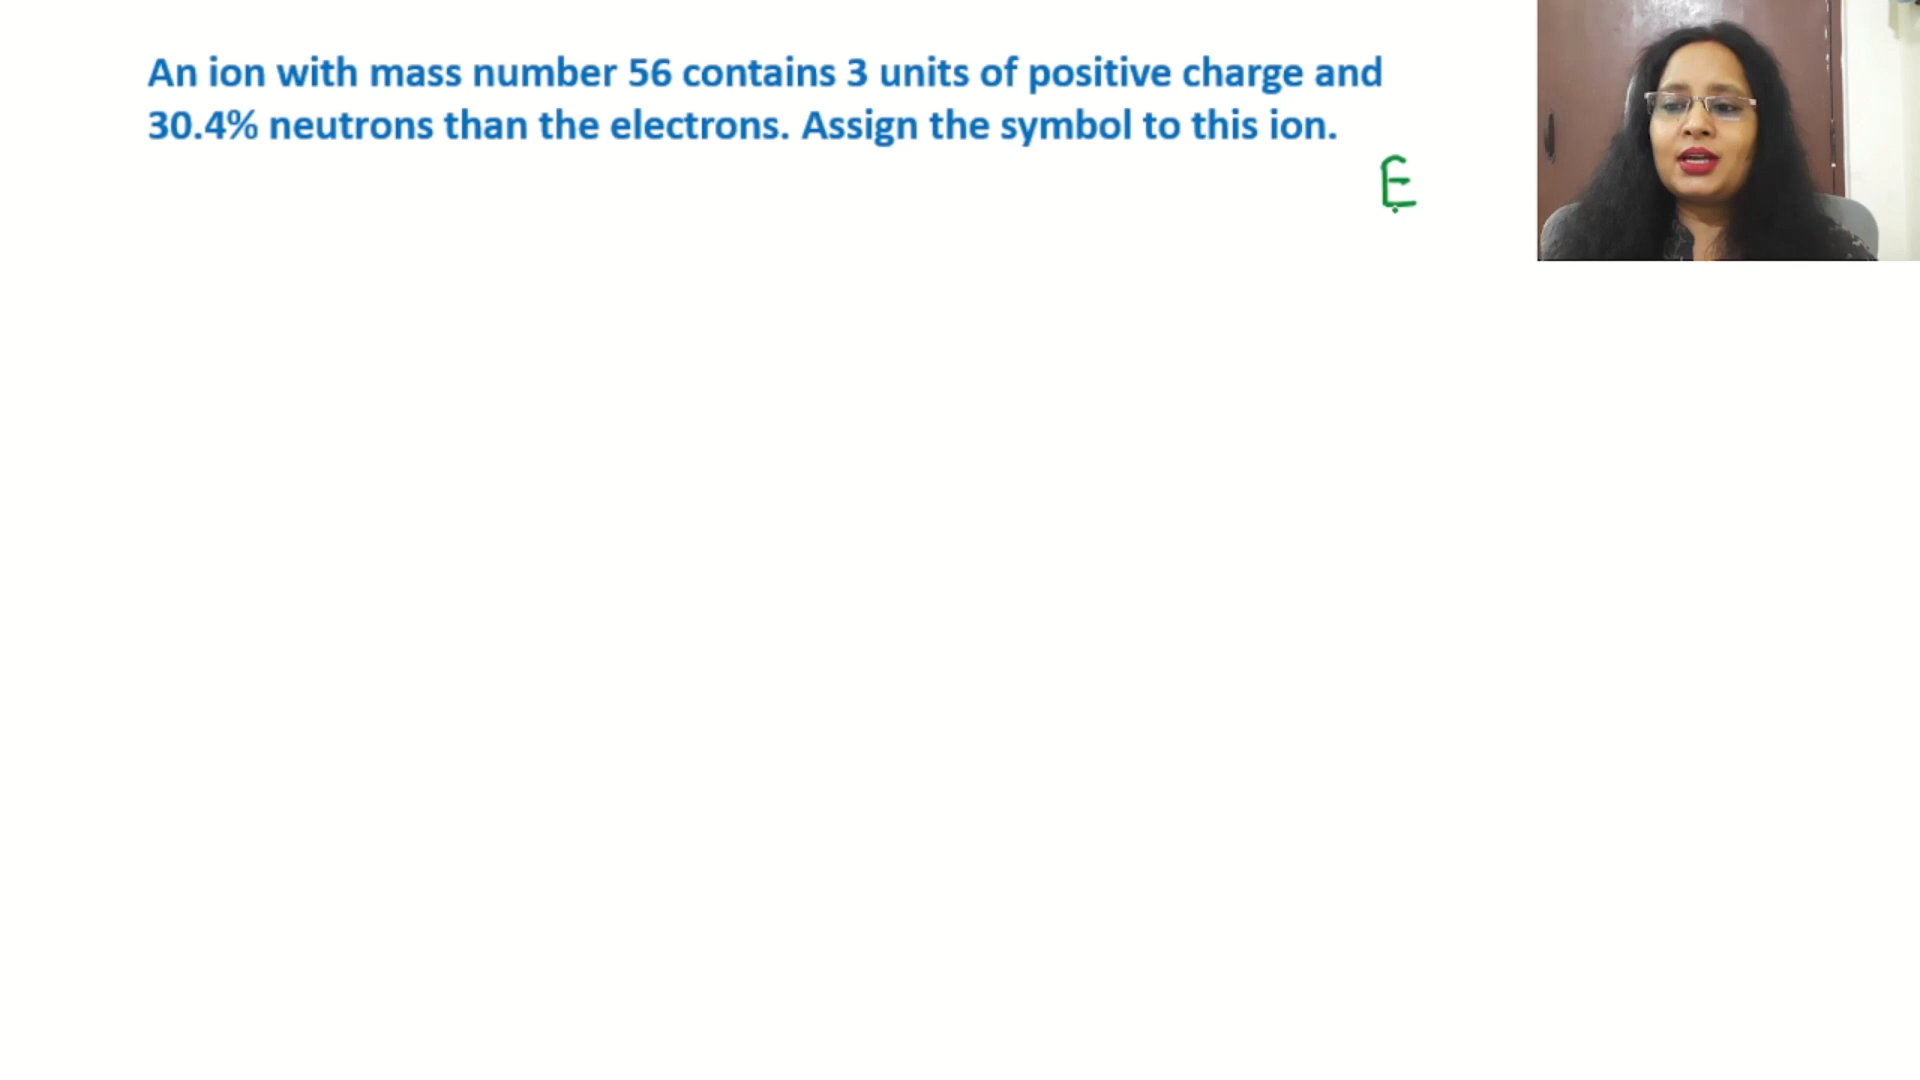 An ion with mass number 56 contains 3 units of positive charge and
30.4% neutrons than the electrons. Assign the symbol to this ion.
E